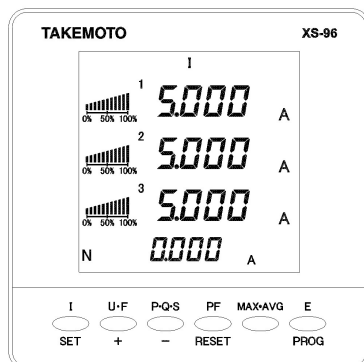 TAKEMOTO XS-96
I
1 5.000 A
0% 50% 100%
2 5.000 A
0% 50% 100%
3 5.000 A
0% 50% 100%
N 0.000 A
I U·F P·Q·S PF MAX·AVG E
SET + − RESET PROG